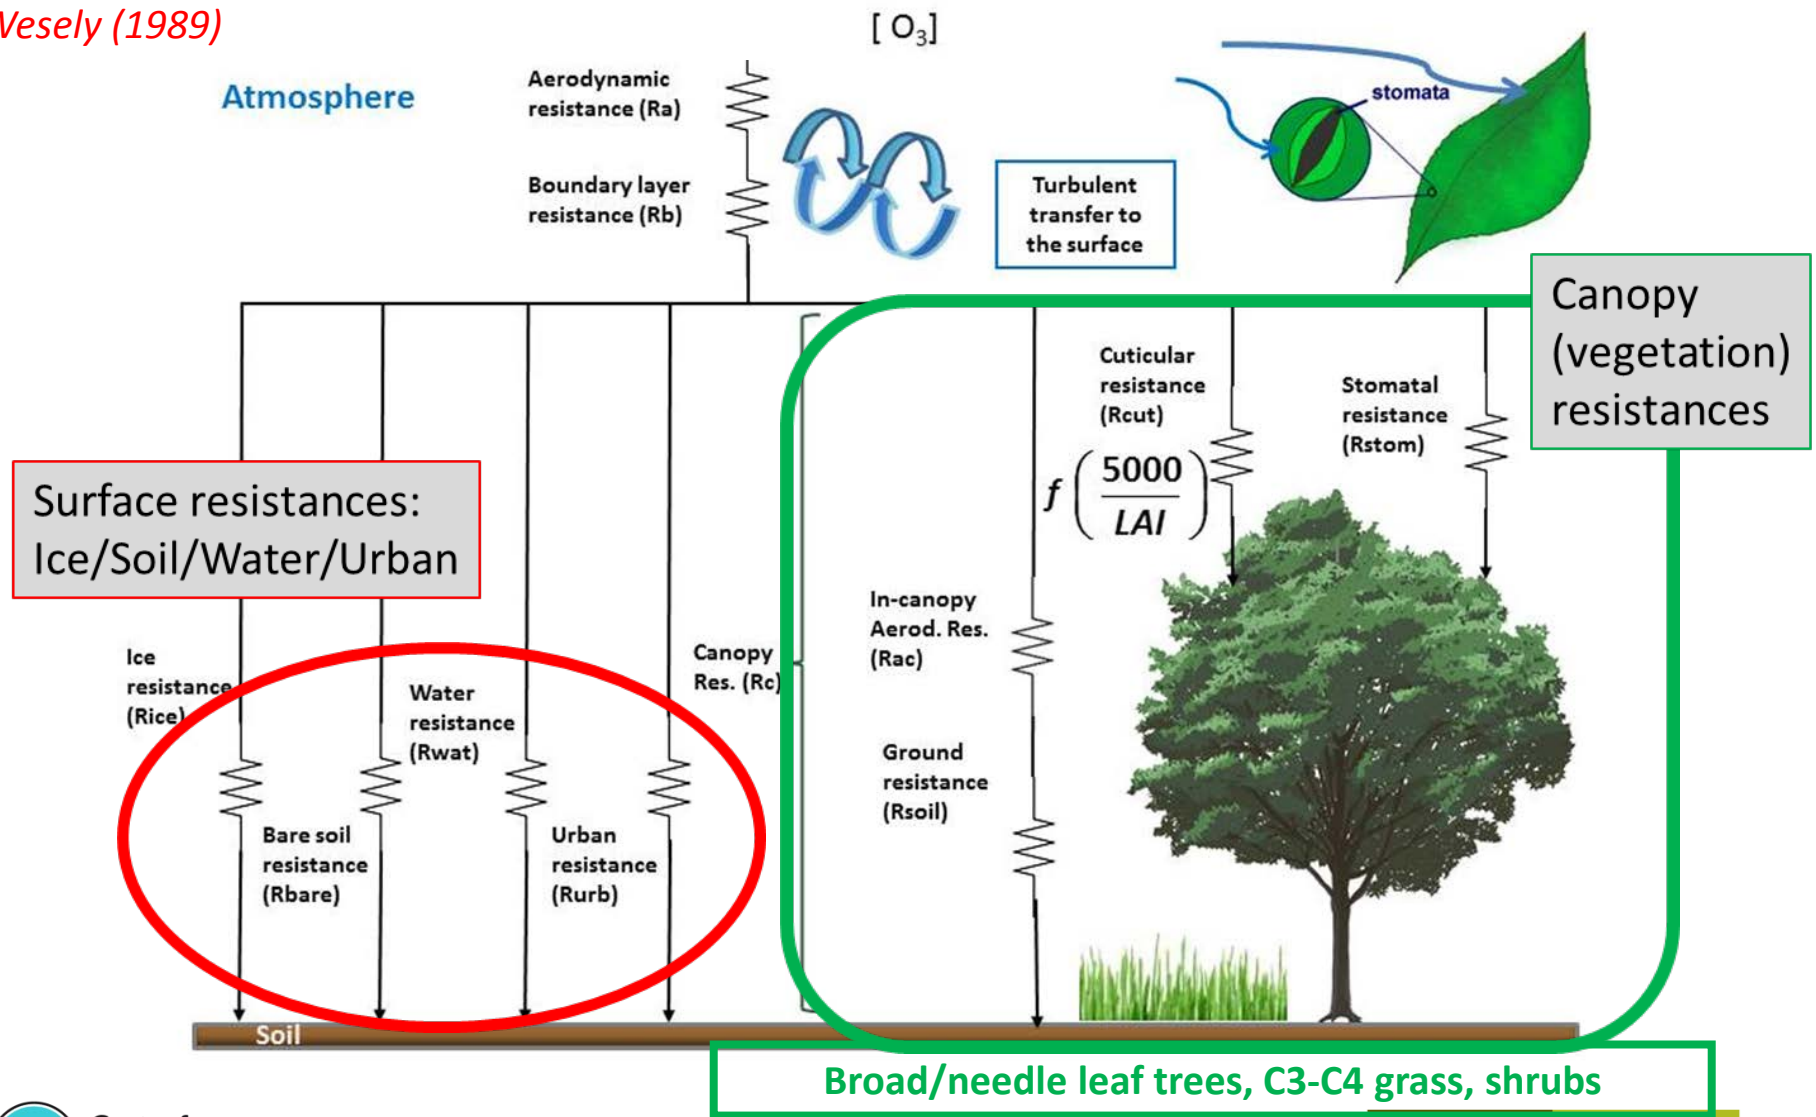 Wesely (1989)
[ O₃]
Atmosphere
Aerodynamic
resistance (Ra)
stomata
Boundary layer
resistance (Rb)
Turbulent
transfer to
the surface
Canopy
(vegetation)
resistances
Cuticular
resistance
(Rcut)
Stomatal
resistance
(Rstom)
f ( 5000 / LAI )
Surface resistances:
Ice/Soil/Water/Urban
In-canopy
Aerod. Res.
(Rac)
Ice
resistance
(Rice)
Water
resistance
(Rwat)
Canopy
Res. (Rc)
Ground
resistance
(Rsoil)
Bare soil
resistance
(Rbare)
Urban
resistance
(Rurb)
Soil
Broad/needle leaf trees, C3-C4 grass, shrubs